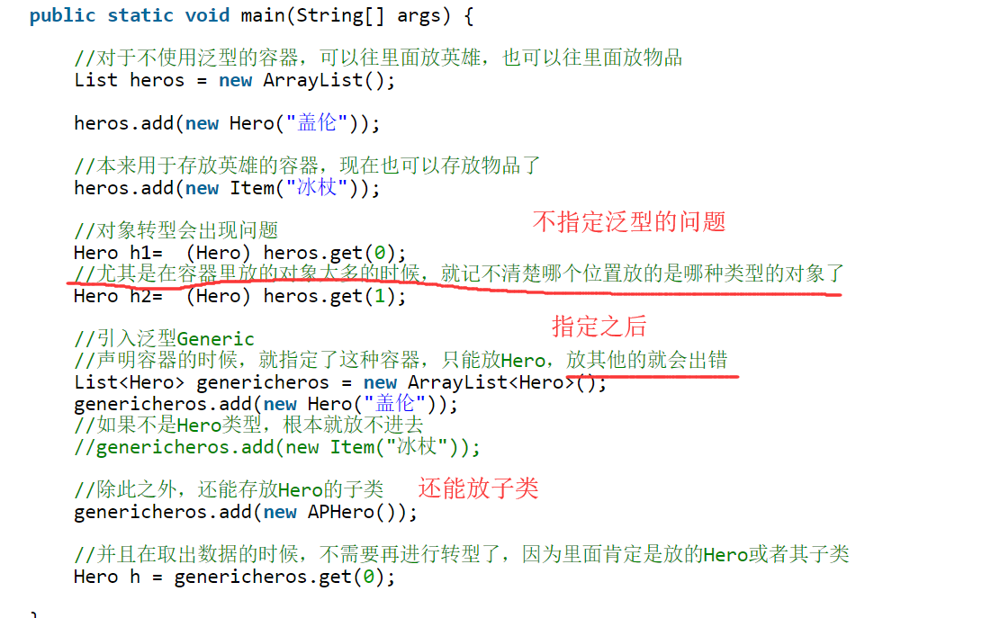 public static void main(String[] args) {
//对于不使用泛型的容器，可以往里面放英雄，也可以往里面放物品
List heros = new ArrayList();
heros.add(new Hero("盖伦"));
//本来用于存放英雄的容器，现在也可以存放物品了
heros.add(new Item("冰杖"));
//对象转型会出现问题
不指定泛型的问题
Hero h1=  (Hero) heros.get(0);
//尤其是在容器里放的对象太多的时候，就记不清楚哪个位置放的是哪种类型的对象了
Hero h2=  (Hero) heros.get(1);
指定之后
//引入泛型Generic
//声明容器的时候，就指定了这种容器，只能放Hero，放其他的就会出错
List<Hero> genericheros = new ArrayList<Hero>();
genericheros.add(new Hero("盖伦"));
//如果不是Hero类型，根本就放不进去
//genericheros.add(new Item("冰杖"));
//除此之外，还能存放Hero的子类
还能放子类
genericheros.add(new APHero());
//并且在取出数据的时候，不需要再进行转型了，因为里面肯定是放的Hero或者其子类
Hero h = genericheros.get(0);
}